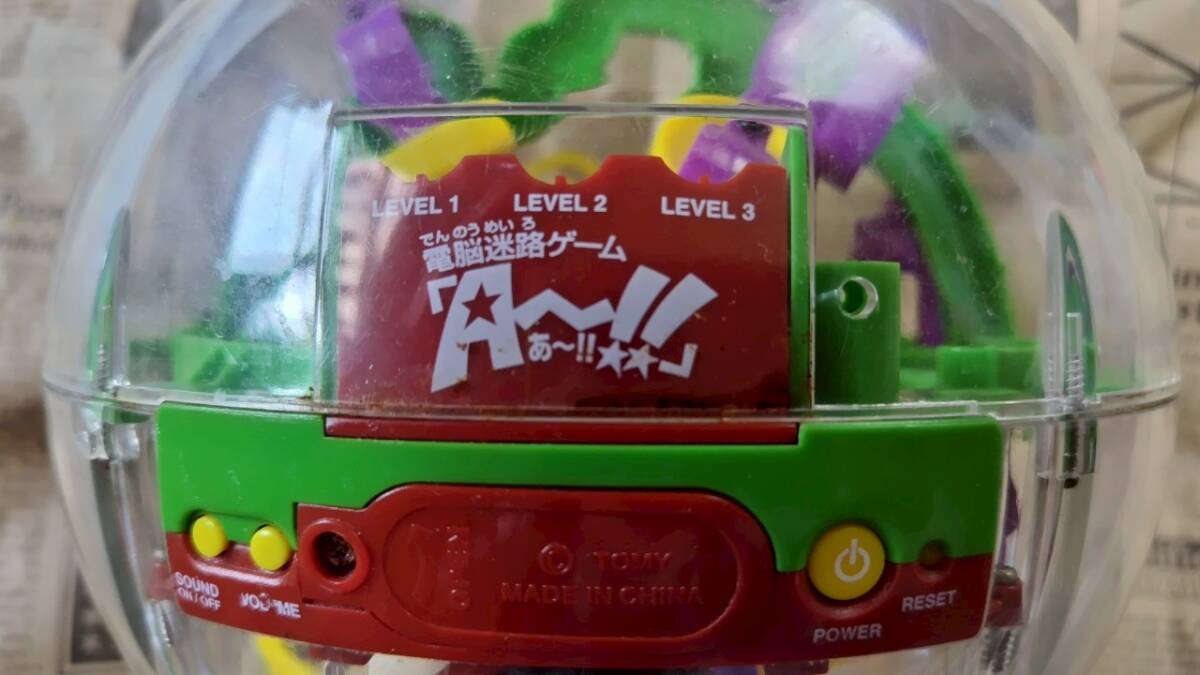 LEVEL 1 LEVEL 2 LEVEL 3
でんのうめいろ
電脳迷路ゲーム
「A〜!!
あ〜!!★★」
OPEN
© TOMY
MADE IN CHINA
SOUND
ON/OFF
VOLUME
POWER
RESET